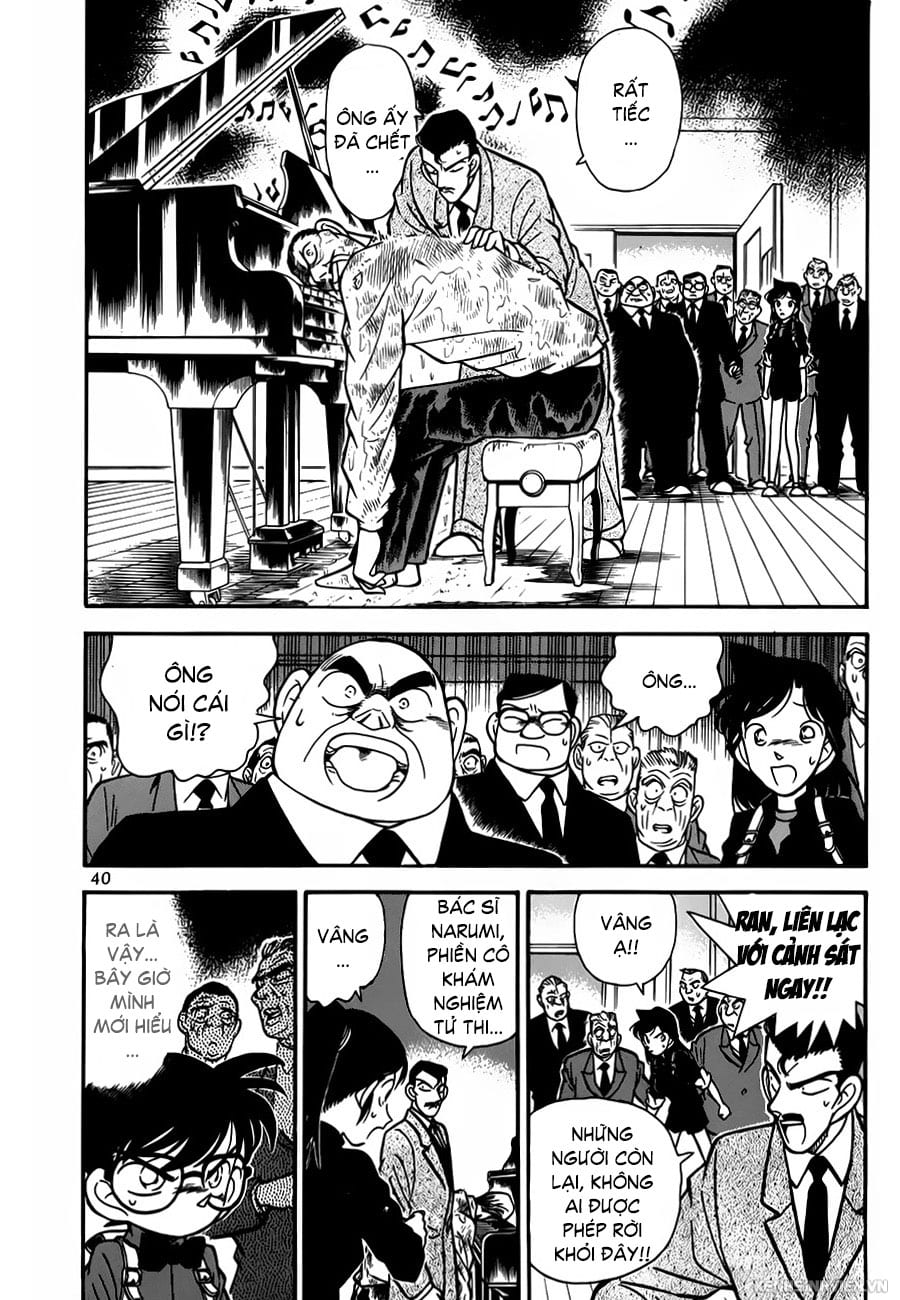 RẤT
TIẾC
...
ÔNG ẤY
ĐÃ CHẾT
...
ÔNG...
ÔNG
NÓI CÁI
GÌ!?
40
RAN, LIÊN LẠC
VỚI CẢNH SÁT
NGAY!!
VÂNG
Ạ!!
NHỮNG
NGƯỜI CÒN
LẠI, KHÔNG
AI ĐƯỢC
PHÉP RỜI
KHỎI ĐÂY!!
BÁC SĨ
NARUMI,
PHIỀN CÔ
KHÁM
NGHIỆM
TỬ THI...
VÂNG
...
RA LÀ
VẬY...
BÂY GIỜ
MÌNH
MỚI HIỂU
...